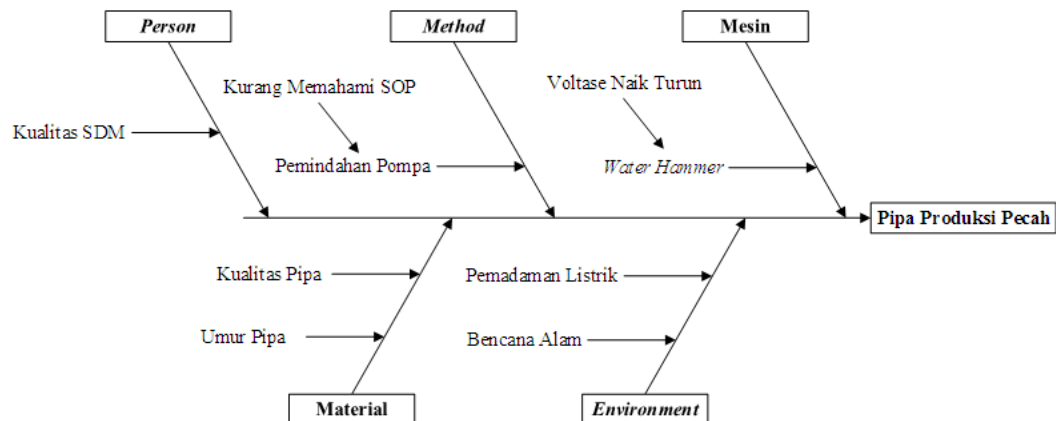 Person
Method
Mesin
Kurang Memahami SOP
Voltase Naik Turun
Kualitas SDM
Pemindahan Pompa
Water Hammer
Pipa Produksi Pecah
Kualitas Pipa
Pemadaman Listrik
Umur Pipa
Bencana Alam
Material
Environment